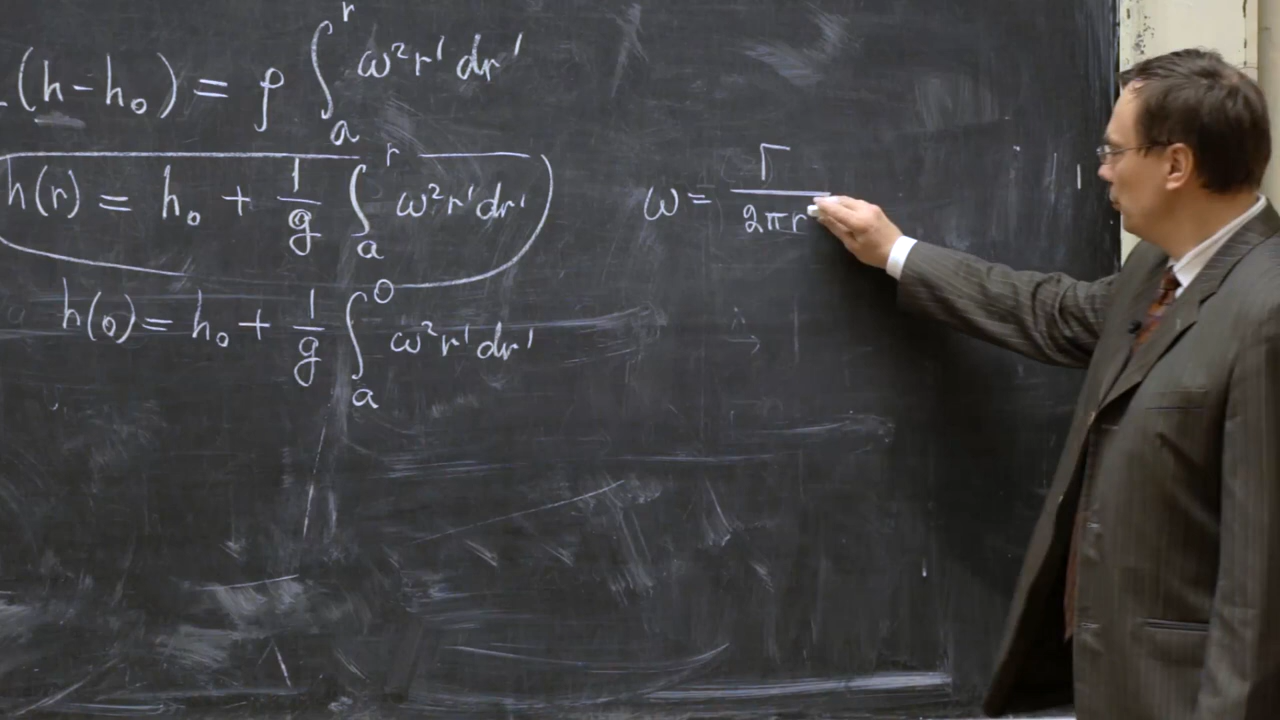 (h-h₀) = ρ ∫ₐʳ ω²r'dr'
h(r) = h₀ + 1/g ∫ₐʳ ω²r'dr'
ω = Γ/2πr
h(0) = h₀ + 1/g ∫ₐ⁰ ω²r'dr'